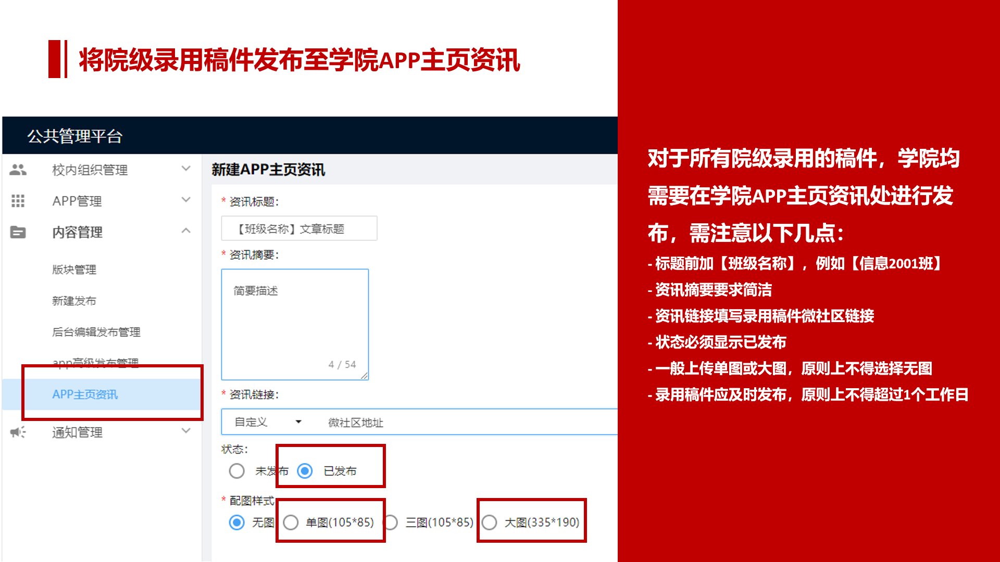 将院级录用稿件发布至学院APP主页资讯
公共管理平台
校内组织管理
APP管理
内容管理
版块管理
新建发布
后台编辑发布管理
app高级发布管理
APP主页资讯
通知管理
新建APP主页资讯
* 资讯标题：
【班级名称】文章标题
* 资讯摘要：
简要描述
4 / 54
* 资讯链接：
自定义 微社区地址
状态：
未发布 已发布
* 配图样式
无图 单图(105*85) 三图(105*85) 大图(335*190)
对于所有院级录用的稿件，学院均
需要在学院APP主页资讯处进行发
布，需注意以下几点：
- 标题前加【班级名称】，例如【信息2001班】
- 资讯摘要要求简洁
- 资讯链接填写录用稿件微社区链接
- 状态必须显示已发布
- 一般上传单图或大图，原则上不得选择无图
- 录用稿件应及时发布，原则上不得超过1个工作日